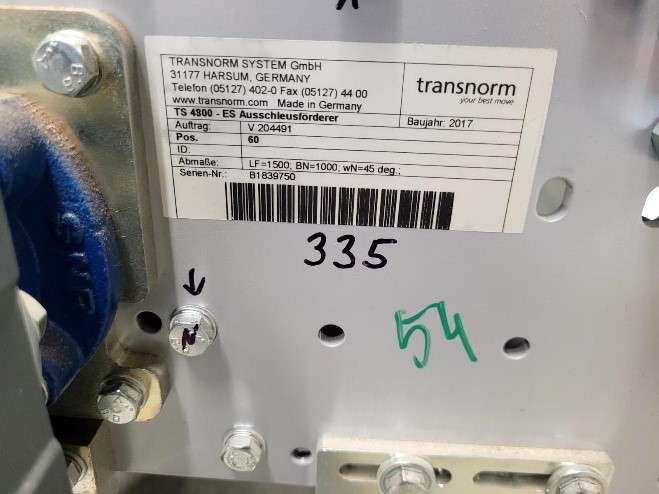 TRANSNORM SYSTEM GmbH
31177 HARSUM, GERMANY
Telefon (05127) 402-0 Fax (05127) 44 00
www.transnorm.com Made in Germany
transnorm
your best move
TS 4800 - ES Ausschleusförderer
Baujahr: 2017
Auftrag: V 204491
Pos. 60
ID:
Abmaße: LF=1500; BN=1000; wN=45 deg.;
Serien-Nr.: B1839750
335
N
54